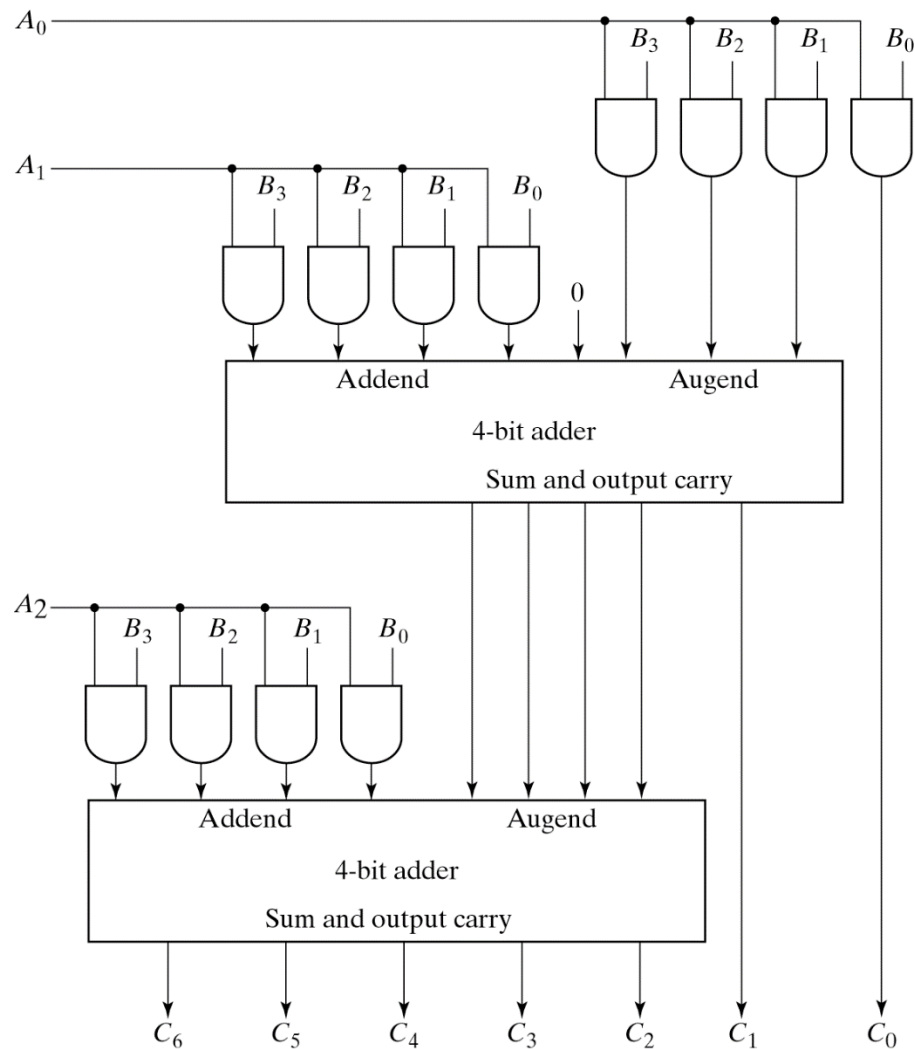 A₀
B₃ B₂ B₁ B₀
A₁
B₃ B₂ B₁ B₀
0
Addend Augend
4-bit adder
Sum and output carry
A₂
B₃ B₂ B₁ B₀
Addend Augend
4-bit adder
Sum and output carry
C₆ C₅ C₄ C₃ C₂ C₁ C₀